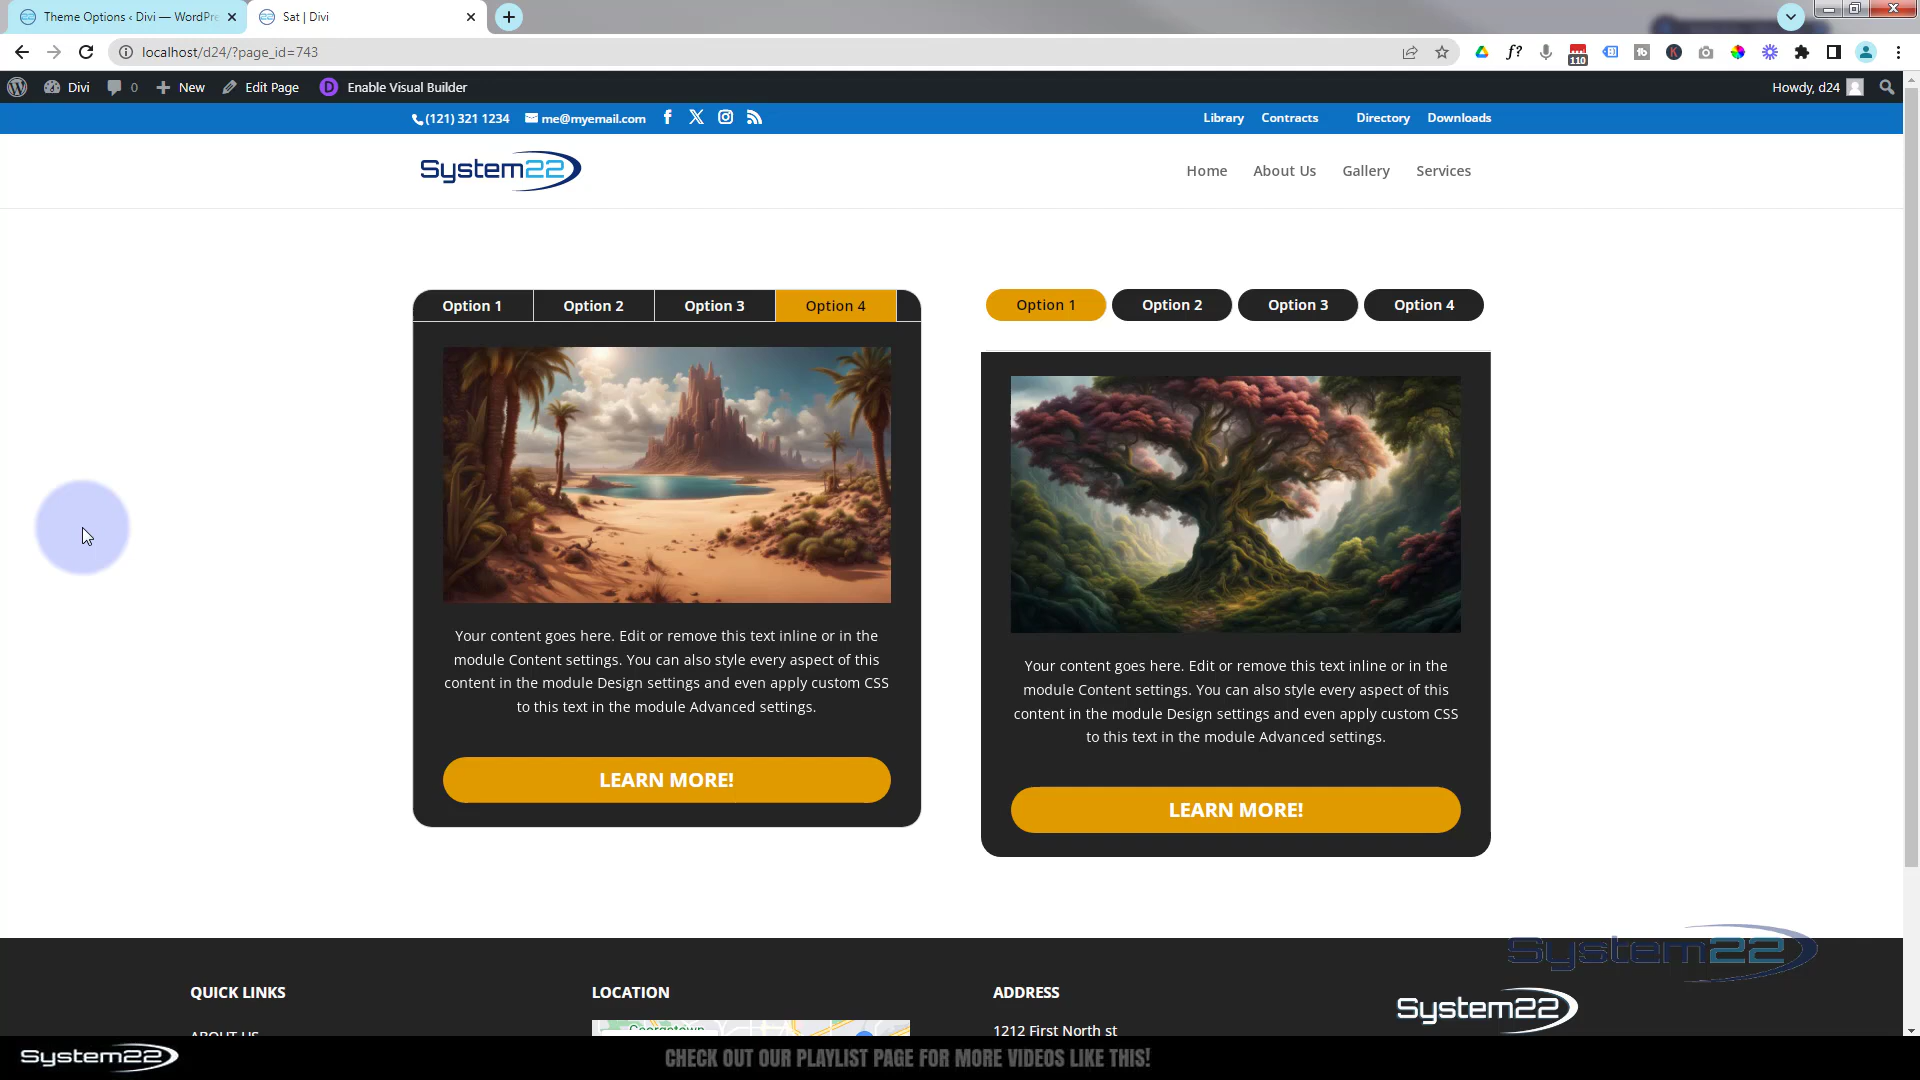 Theme Options ‹ Divi — WordPre
Sat | Divi
localhost/d24/?page_id=743
110
Divi
0
New
Edit Page
D
Enable Visual Builder
Howdy, d24
(121) 321 1234
me@myemail.com
Library
Contracts
Directory
Downloads
System22
Home
About Us
Gallery
Services
Option 1
Option 2
Option 3
Option 4
Option 1
Option 2
Option 3
Option 4
Your content goes here. Edit or remove this text inline or in the
module Content settings. You can also style every aspect of this
content in the module Design settings and even apply custom CSS
to this text in the module Advanced settings.
LEARN MORE!
Your content goes here. Edit or remove this text inline or in the
module Content settings. You can also style every aspect of this
content in the module Design settings and even apply custom CSS
to this text in the module Advanced settings.
LEARN MORE!
System22
QUICK LINKS
LOCATION
ADDRESS
System22
ABOUT US
Georgetown
1212 First North st
System22
CHECK OUT OUR PLAYLIST PAGE FOR MORE VIDEOS LIKE THIS!